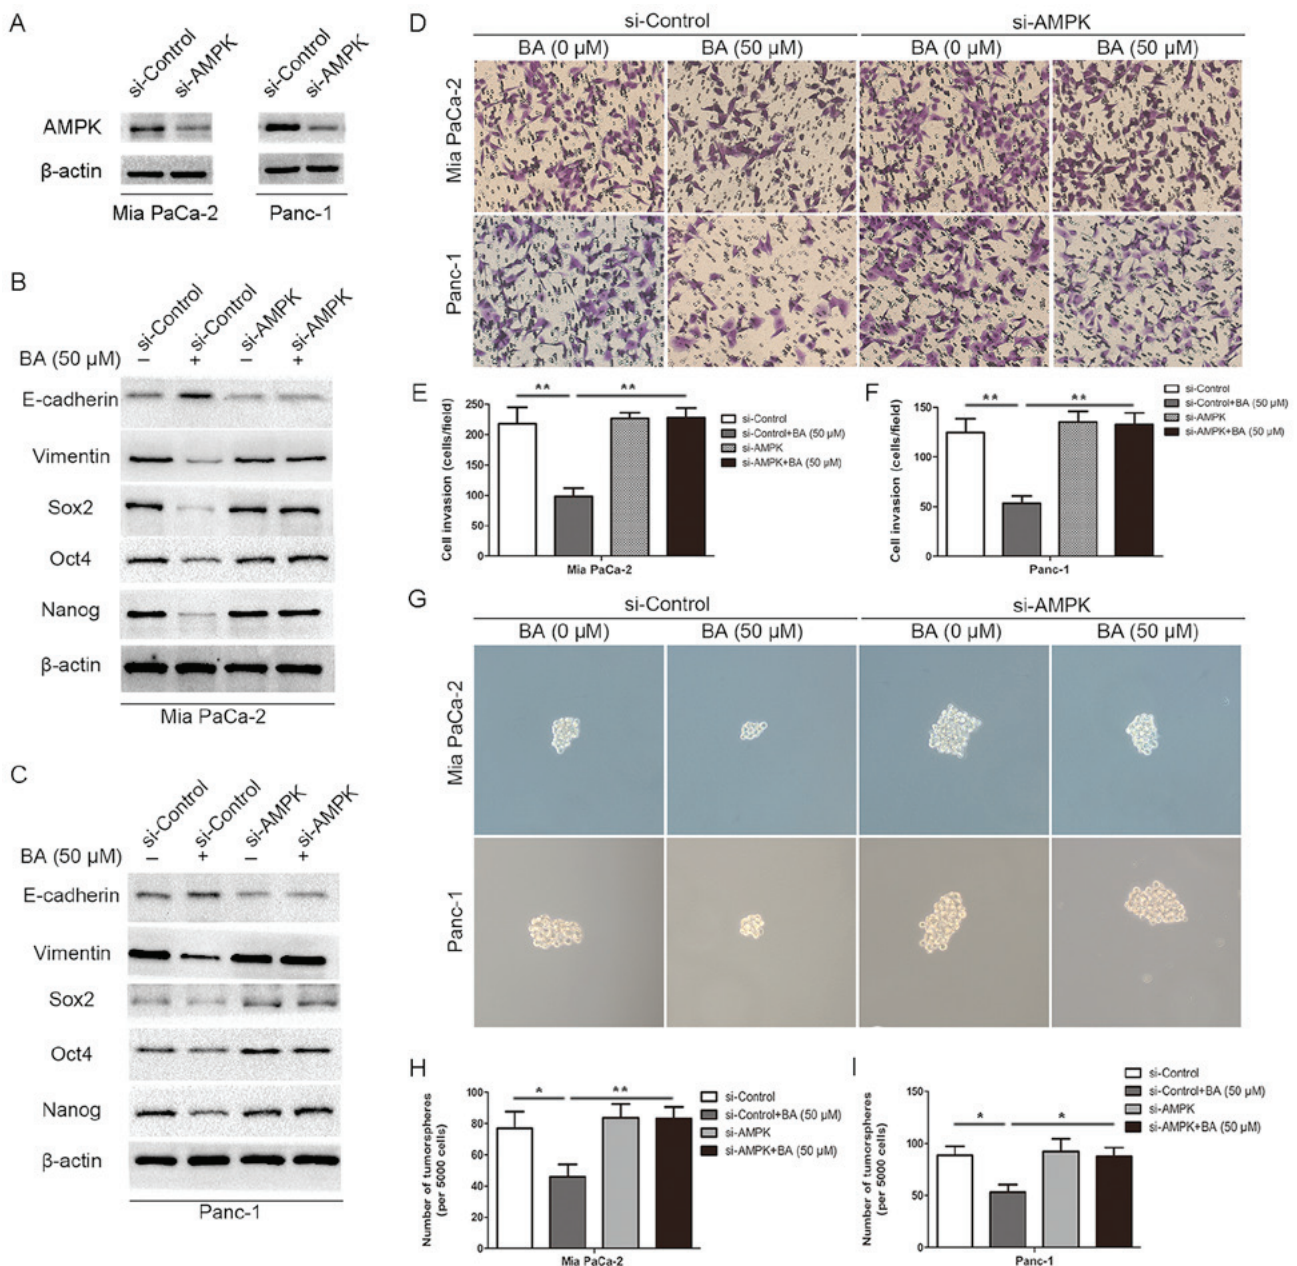 A
si-Control
si-AMPK
si-Control
si-AMPK
AMPK
β-actin
Mia PaCa-2
Panc-1
B
si-Control
si-Control
si-AMPK
si-AMPK
BA (50 µM) – + – +
E-cadherin
Vimentin
Sox2
Oct4
Nanog
β-actin
Mia PaCa-2
C
si-Control
si-Control
si-AMPK
si-AMPK
BA (50 µM) – + – +
E-cadherin
Vimentin
Sox2
Oct4
Nanog
β-actin
Panc-1
D
si-Control
si-AMPK
BA (0 µM)
BA (50 µM)
BA (0 µM)
BA (50 µM)
Mia PaCa-2
Panc-1
E
Cell invasion (cells/field)
250
200
150
100
50
0
**
**
Mia PaCa-2
si-Control
si-Control+BA (50 µM)
si-AMPK
si-AMPK+BA (50 µM)
F
Cell invasion (cells/field)
150
100
50
0
**
**
Panc-1
si-Control
si-Control+BA (50 µM)
si-AMPK
si-AMPK+BA (50 µM)
G
si-Control
si-AMPK
BA (0 µM)
BA (50 µM)
BA (0 µM)
BA (50 µM)
Mia PaCa-2
Panc-1
H
Number of tumorspheres
(per 5000 cells)
100
80
60
40
20
0
*
**
Mia PaCa-2
si-Control
si-Control+BA (50 µM)
si-AMPK
si-AMPK+BA (50 µM)
I
Number of tumorspheres
(per 5000 cells)
150
100
50
0
*
*
Panc-1
si-Control
si-Control+BA (50 µM)
si-AMPK
si-AMPK+BA (50 µM)